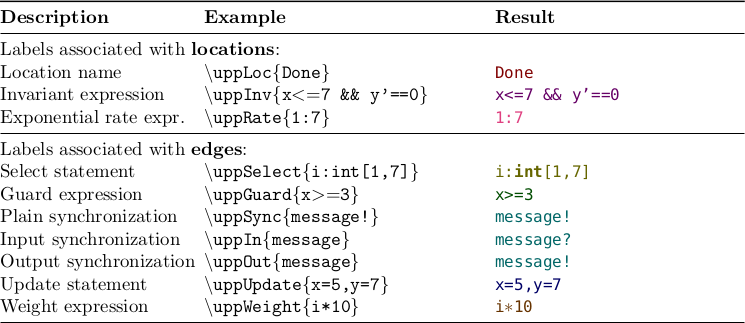 Description Example Result
Labels associated with locations:
Location name \uppLoc{Done} Done
Invariant expression \uppInv{x<=7 && y'==0} x<=7 && y'==0
Exponential rate expr. \uppRate{1:7} 1:7
Labels associated with edges:
Select statement \uppSelect{i:int[1,7]} i:int[1,7]
Guard expression \uppGuard{x>=3} x>=3
Plain synchronization \uppSync{message!} message!
Input synchronization \uppIn{message} message?
Output synchronization \uppOut{message} message!
Update statement \uppUpdate{x=5,y=7} x=5,y=7
Weight expression \uppWeight{i*10} i*10